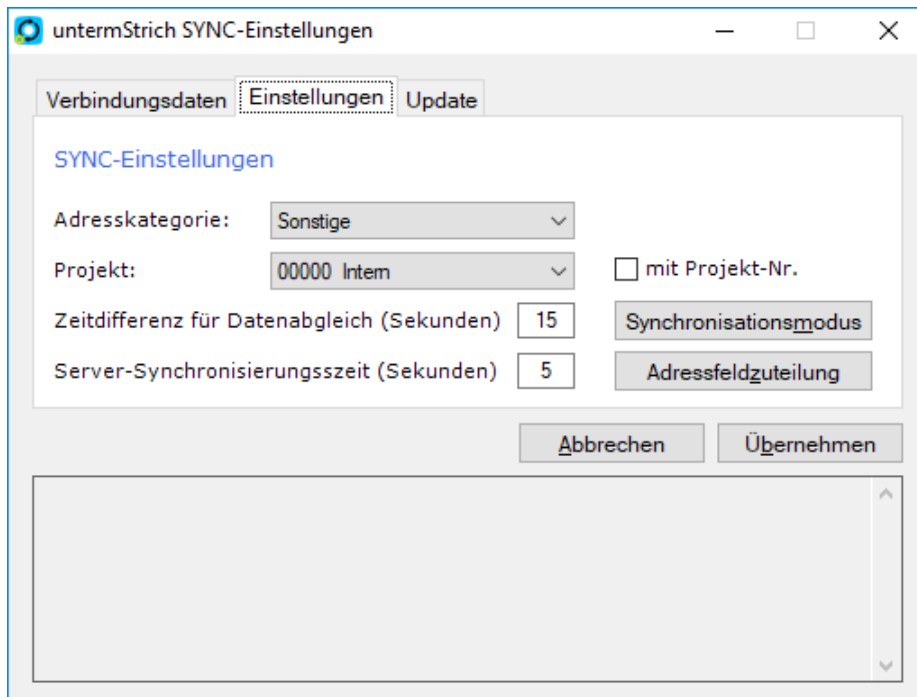 untermStrich SYNC-Einstellungen
Verbindungsdaten Einstellungen Update
SYNC-Einstellungen
Adresskategorie: Sonstige
Projekt: 00000 Intern mit Projekt-Nr.
Zeitdifferenz für Datenabgleich (Sekunden) 15 Synchronisationsmodus
Server-Synchronisierungsszeit (Sekunden) 5 Adressfeldzuteilung
Abbrechen Übernehmen